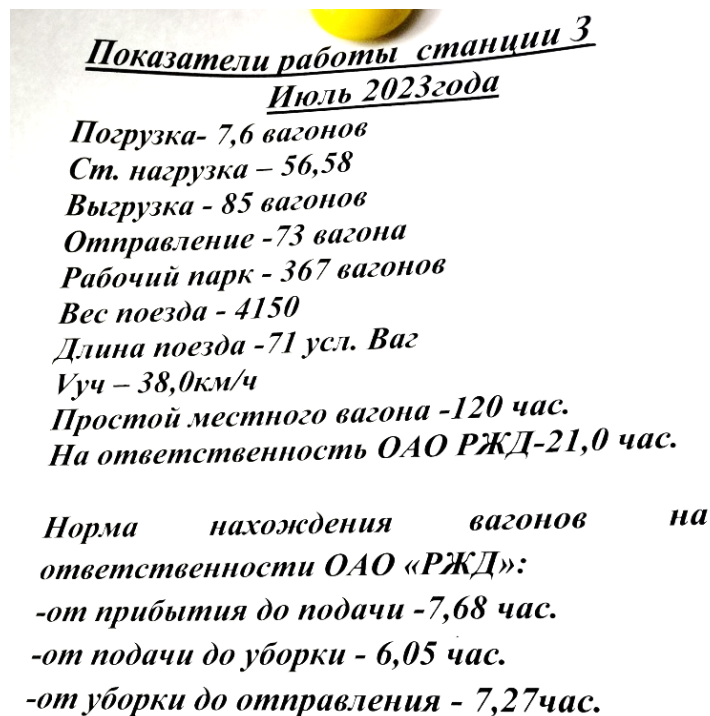 Показатели работы станции З
Июль 2023года
Погрузка- 7,6 вагонов
Ст. нагрузка – 56,58
Выгрузка - 85 вагонов
Отправление -73 вагона
Рабочий парк - 367 вагонов
Вес поезда - 4150
Длина поезда -71 усл. Ваг
Vуч – 38,0км/ч
Простой местного вагона -120 час.
На ответственность ОАО РЖД-21,0 час.
Норма нахождения вагонов на
ответственности ОАО «РЖД»:
-от прибытия до подачи -7,68 час.
-от подачи до уборки - 6,05 час.
-от уборки до отправления - 7,27час.